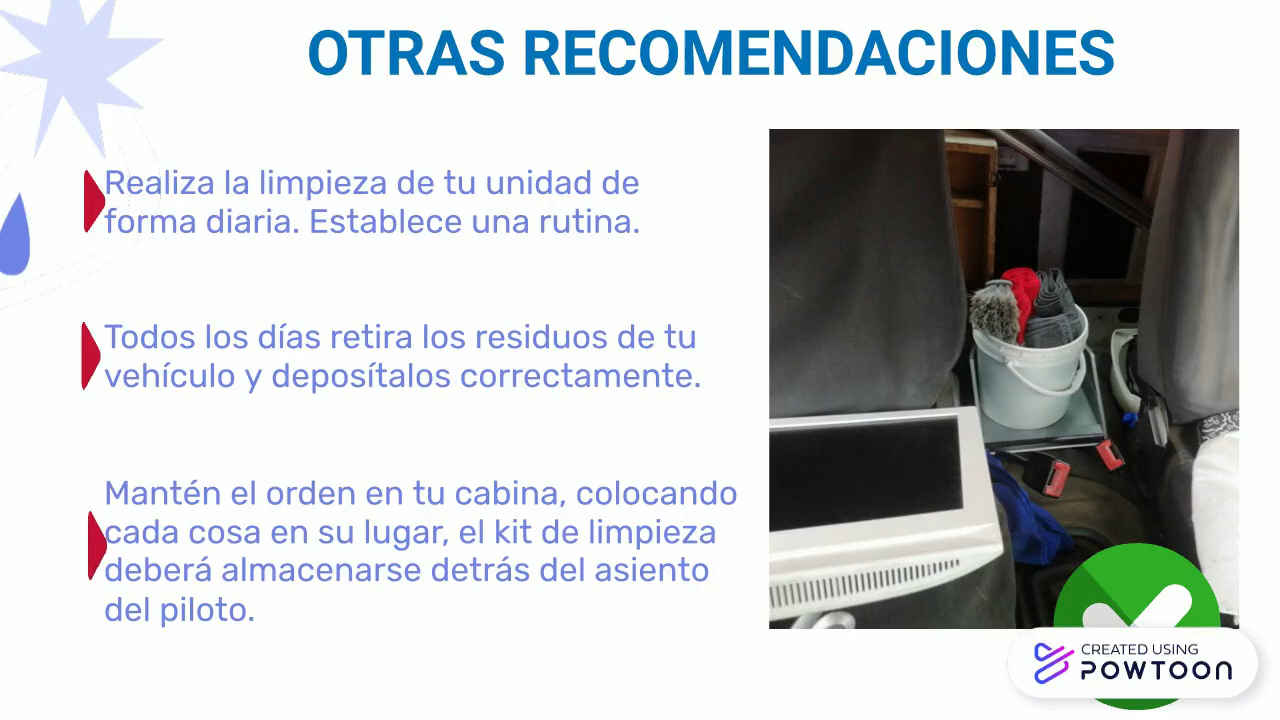 OTRAS RECOMENDACIONES
Realiza la limpieza de tu unidad de
forma diaria. Establece una rutina.
Todos los días retira los residuos de tu
vehículo y deposítalos correctamente.
Mantén el orden en tu cabina, colocando
cada cosa en su lugar, el kit de limpieza
deberá almacenarse detrás del asiento
del piloto.
CREATED USING
POWTOON